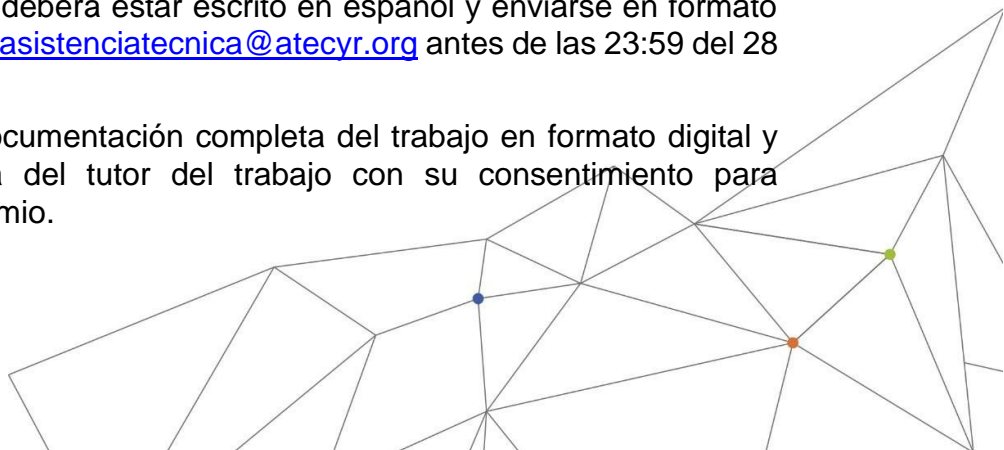 deberá estar escrito en español y enviarse en formato
asistenciatecnica@atecyr.org antes de las 23:59 del 28
ocumentación completa del trabajo en formato digital y
del tutor del trabajo con su consentimiento para
mio.